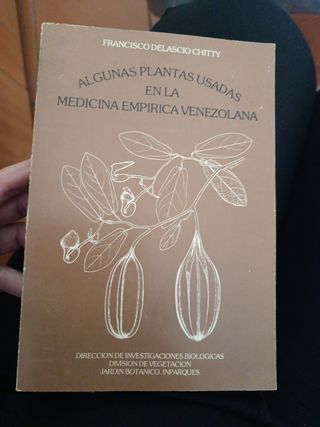 FRANCISCO DELASCIO CHITTY
ALGUNAS PLANTAS USADAS
EN LA
MEDICINA EMPIRICA VENEZOLANA
DIRECCION DE INVESTIGACIONES BIOLOGICAS
DIVISION DE VEGETACION
JARDIN BOTANICO. INPARQUES.